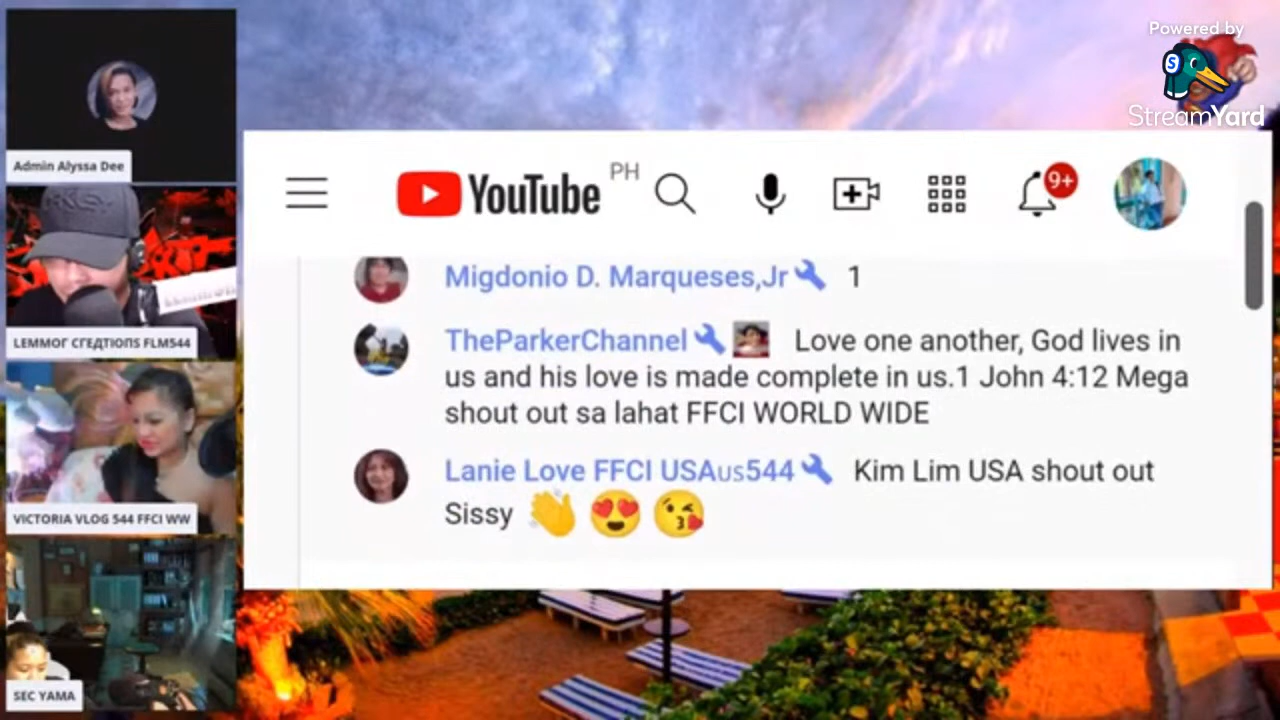 Powered by
StreamYard
Admin Alyssa Dee
LEMMOГ CГEДTIOПS FLM544
VICTORIA VLOG 544 FFCI WW
SEC YAMA
YouTube PH
9+
Migdonio D. Marqueses,Jr 1
TheParkerChannel Love one another, God lives in
us and his love is made complete in us.1 John 4:12 Mega
shout out sa lahat FFCI WORLD WIDE
Lanie Love FFCI USAUS544 Kim Lim USA shout out
Sissy 👋😍😘